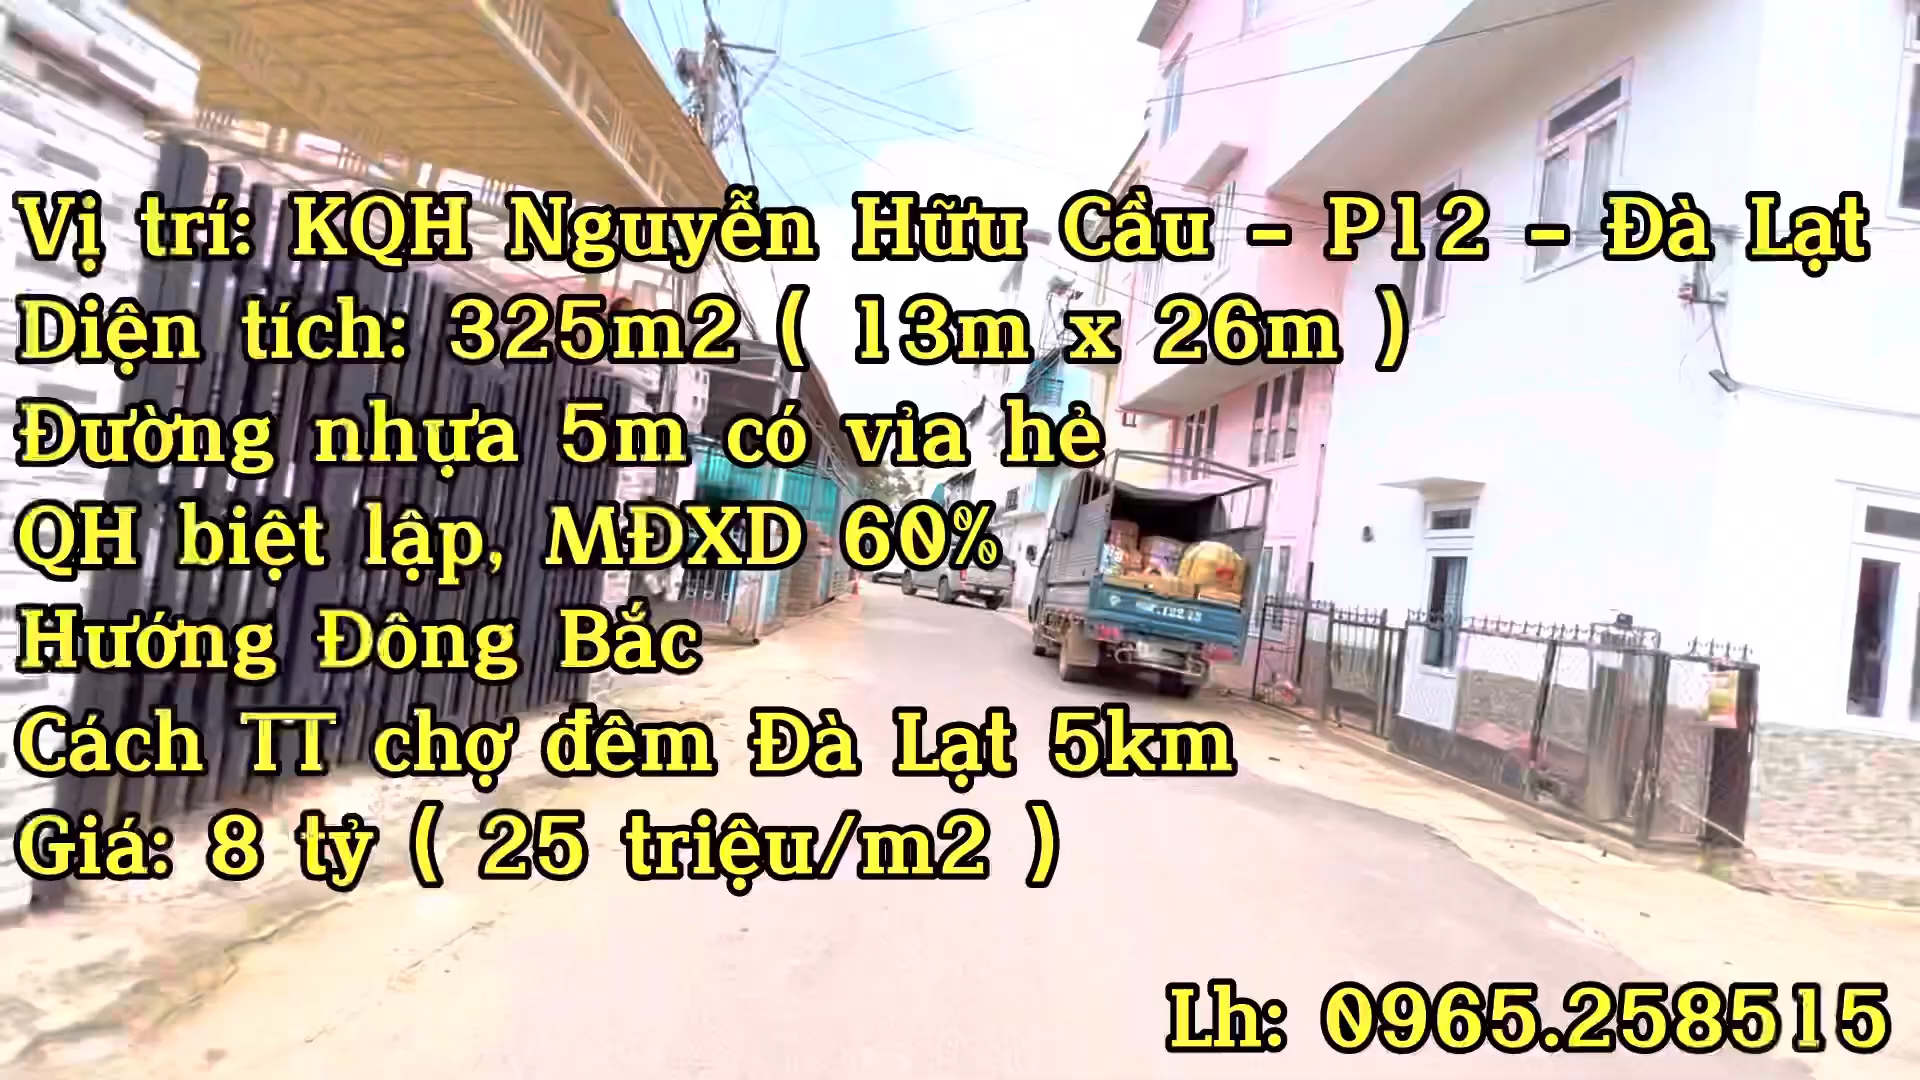 Vị trí: KQH Nguyễn Hữu Cầu - P12 - Đà Lạt
Diện tích: 325m2 ( 13m x 26m )
Đường nhựa 5m có vỉa hẻ
QH biệt lập, MĐXD 60%
Hướng Đông Bắc
Cách TT chợ đêm Đà Lạt 5km
Giá: 8 tỷ ( 25 triệu/m2 )
Lh: 0965.258515